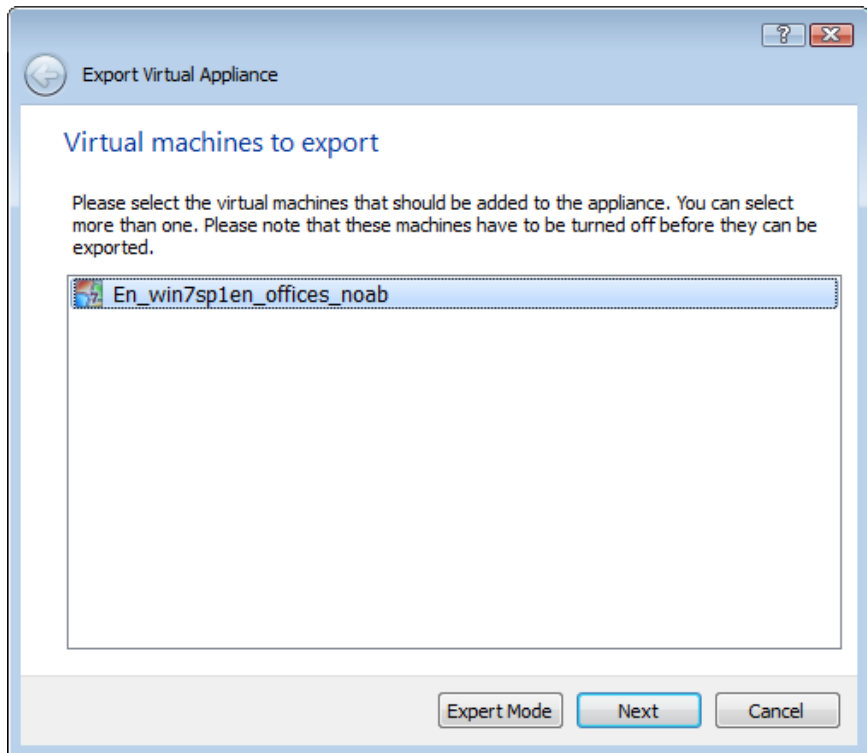 Export Virtual Appliance
Virtual machines to export
Please select the virtual machines that should be added to the appliance. You can select
more than one. Please note that these machines have to be turned off before they can be
exported.
En_win7sp1en_offices_noab
Expert Mode
Next
Cancel